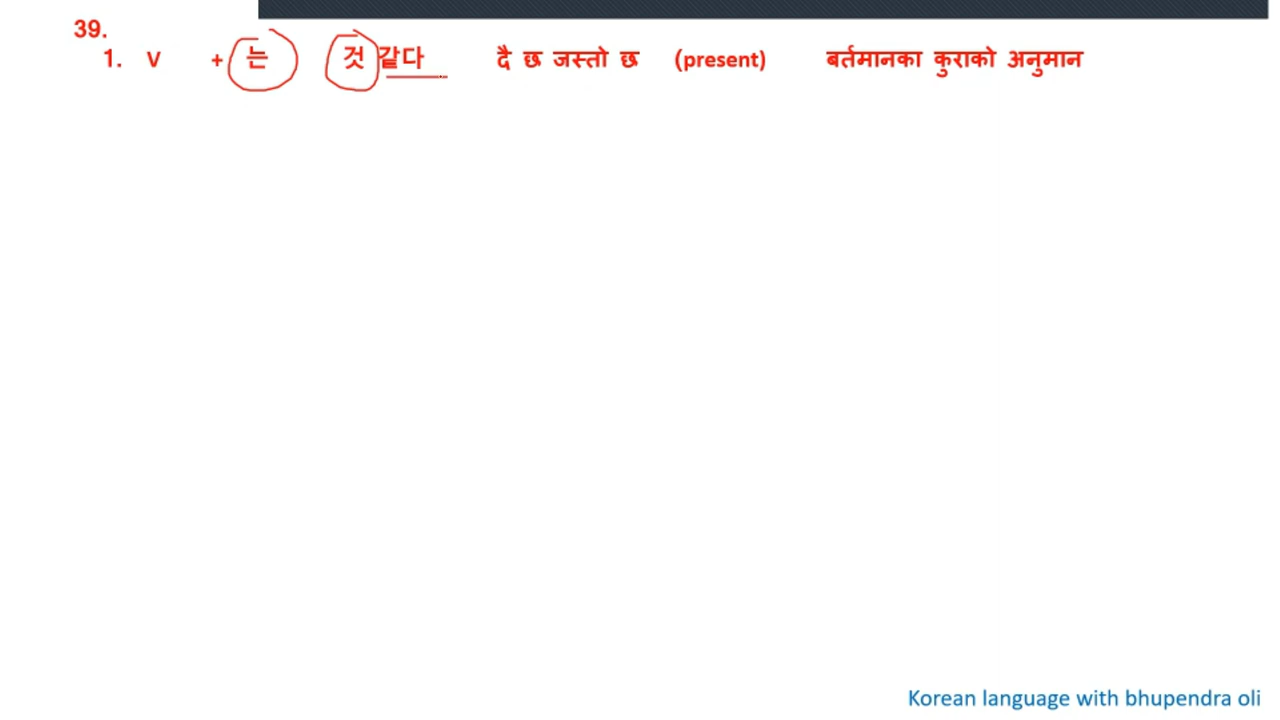 39.
1. V + 는 것 같다 दै छ जस्तो छ (present) बर्तमानका कुराको अनुमान
Korean language with bhupendra oli